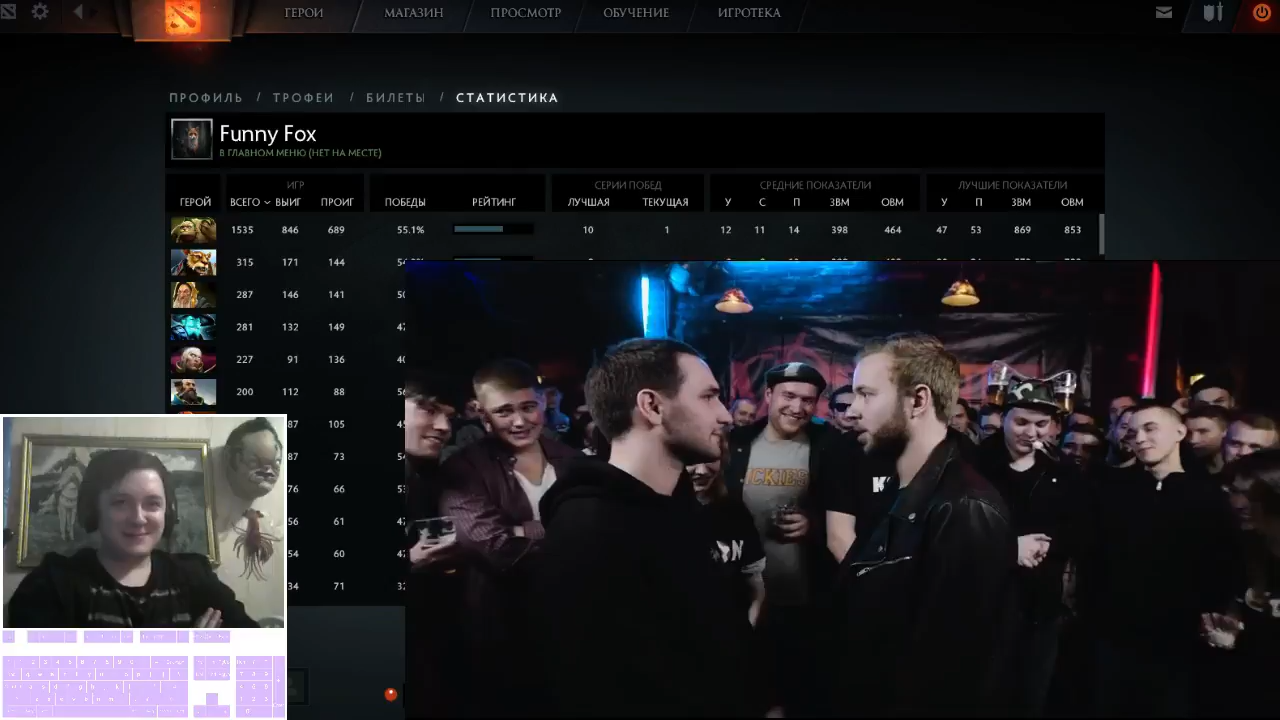 ГЕРОИ МАГАЗИН ПРОСМОТР ОБУЧЕНИЕ ИГРОТЕКА
ПРОФИЛЬ / ТРОФЕИ / БИЛЕТЫ / СТАТИСТИКА
Funny Fox
В ГЛАВНОМ МЕНЮ (НЕТ НА МЕСТЕ)
ИГР СЕРИИ ПОБЕД СРЕДНИЕ ПОКАЗАТЕЛИ ЛУЧШИЕ ПОКАЗАТЕЛИ
ГЕРОЙ ВСЕГО ВЫИГ ПРОИГ ПОБЕДЫ РЕЙТИНГ ЛУЧШАЯ ТЕКУЩАЯ У С П ЗВМ ОВМ У П ЗВМ ОВМ
1535 846 689 55.1% 10 1 12 11 14 398 464 47 53 869 853
315 171 144
287 146 141
281 132 149
227 91 136
200 112 88
87 105
87 73
76 66
56 61
54 60
34 71